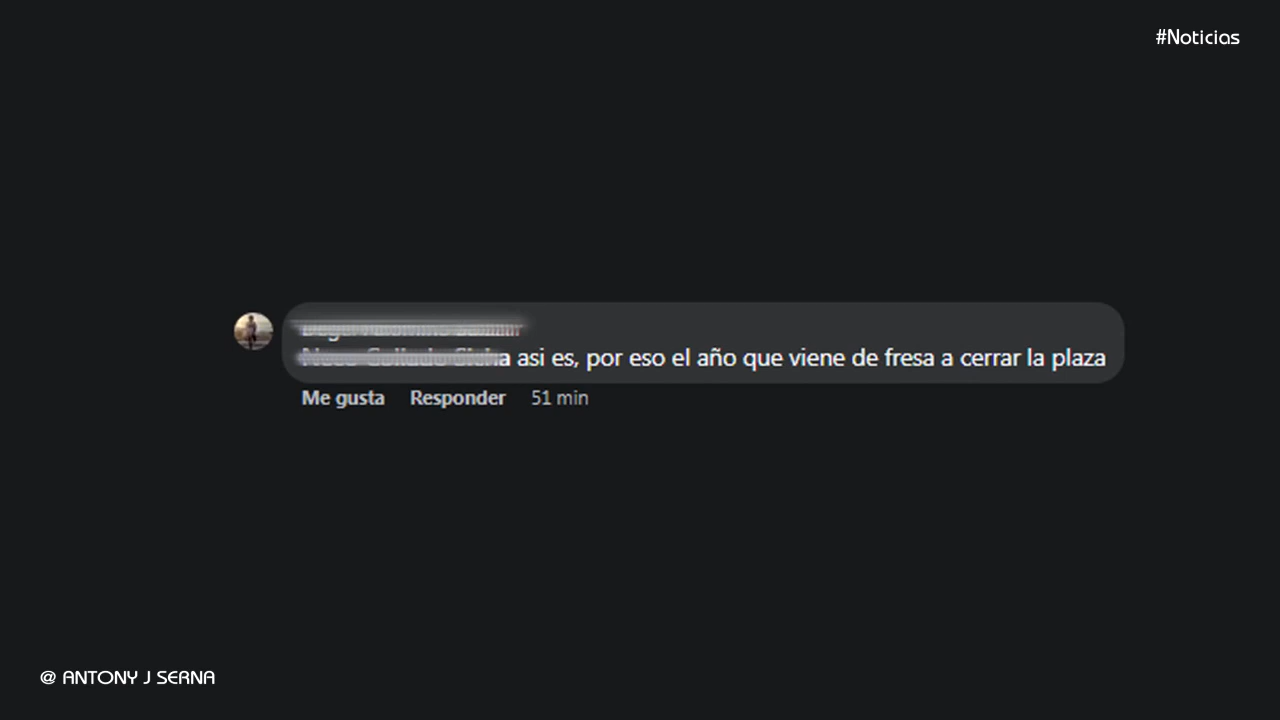 #Noticias
asi es, por eso el año que viene de fresa a cerrar la plaza
Me gusta Responder 51 min
@ ANTONY J SERNA